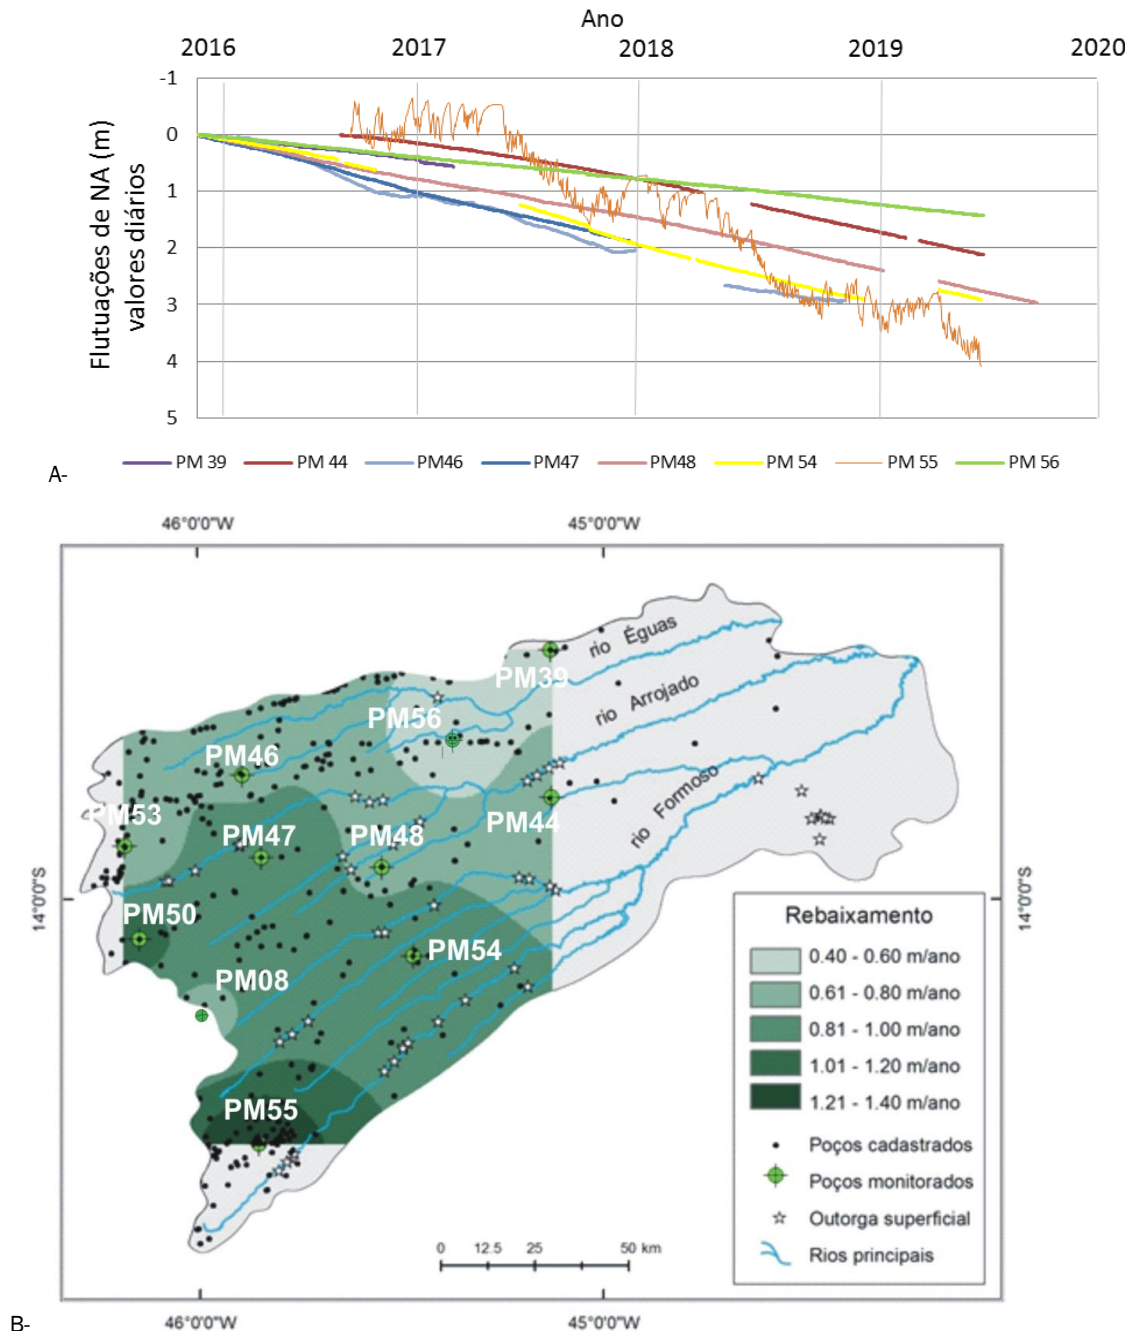 Ano
2016 2017 2018 2019 2020
Flutuações de NA (m)
valores diários
-1
0
1
2
3
4
5
A-
PM 39 PM 44 PM46 PM47 PM48 PM 54 PM 55 PM 56
46°0'0"W 45°0'0"W
rio Éguas
PM39
rio Arrojado
PM56
PM46
PM53
PM47
PM48
PM44
rio Formoso
14°0'0"S
14°0'0"S
PM50
PM54
PM08
PM55
Rebaixamento
0.40 - 0.60 m/ano
0.61 - 0.80 m/ano
0.81 - 1.00 m/ano
1.01 - 1.20 m/ano
1.21 - 1.40 m/ano
Poços cadastrados
Poços monitorados
Outorga superficial
Rios principais
0 12.5 25 50 km
46°0'0"W 45°0'0"W
B-